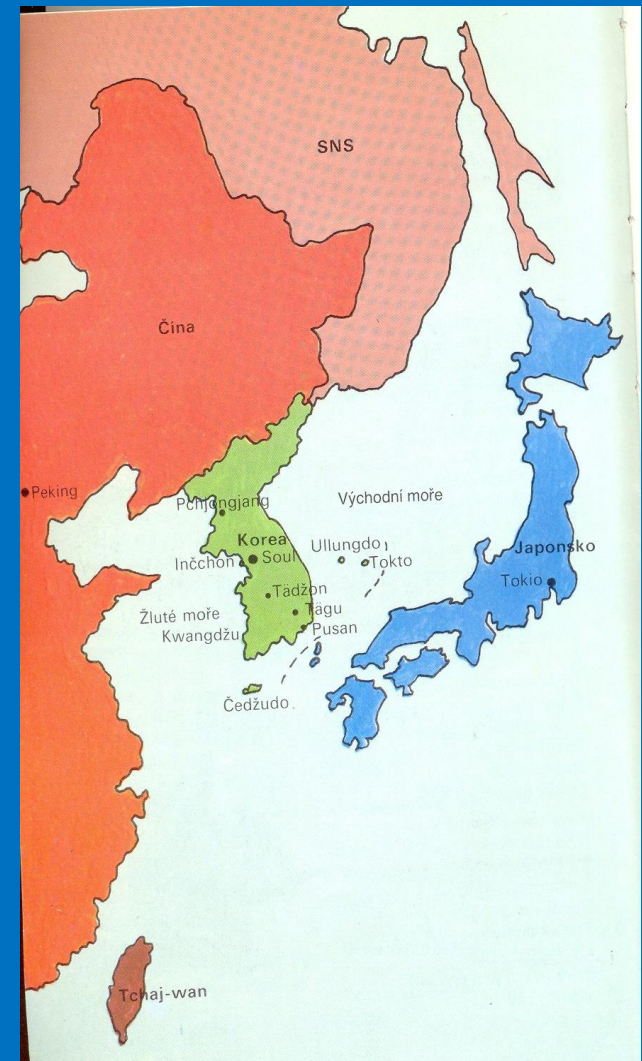 SNS
Čína
Peking
Východní moře
Pchjongjang
Korea
Ullungdo
Japonsko
Inčchon
Soul
Tokto
Tokio
Tädžon
Tägu
Žluté moře
Kwangdžu
Pusan
Čedžudo
Tchaj-wan